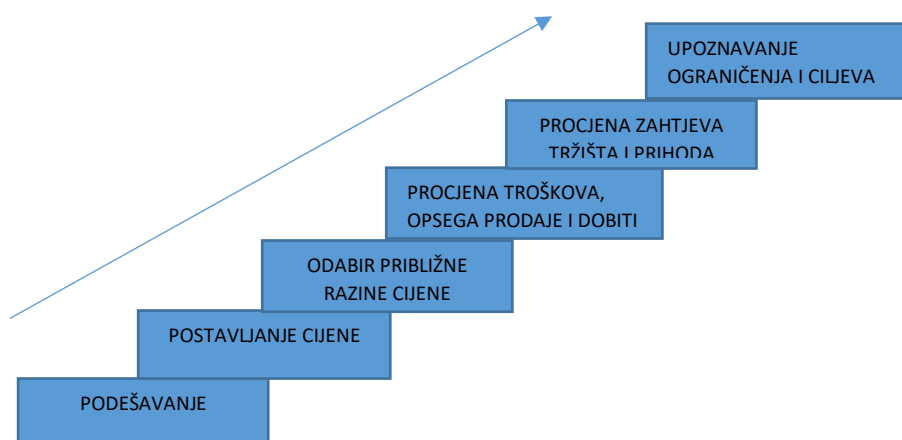 UPOZNAVANJE
OGRANIČENJA I CILJEVA
PROCJENA ZAHTJEVA
TRŽIŠTA I PRIHODA
PROCJENA TROŠKOVA,
OPSEGA PRODAJE I DOBITI
ODABIR PRIBLIŽNE
RAZINE CIJENE
POSTAVLJANJE CIJENE
PODEŠAVANJE